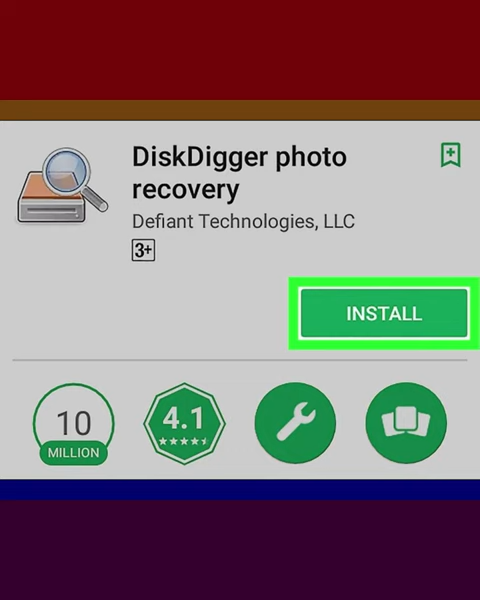 DiskDigger photo
recovery
Defiant Technologies, LLC
3+
INSTALL
10
MILLION
4.1